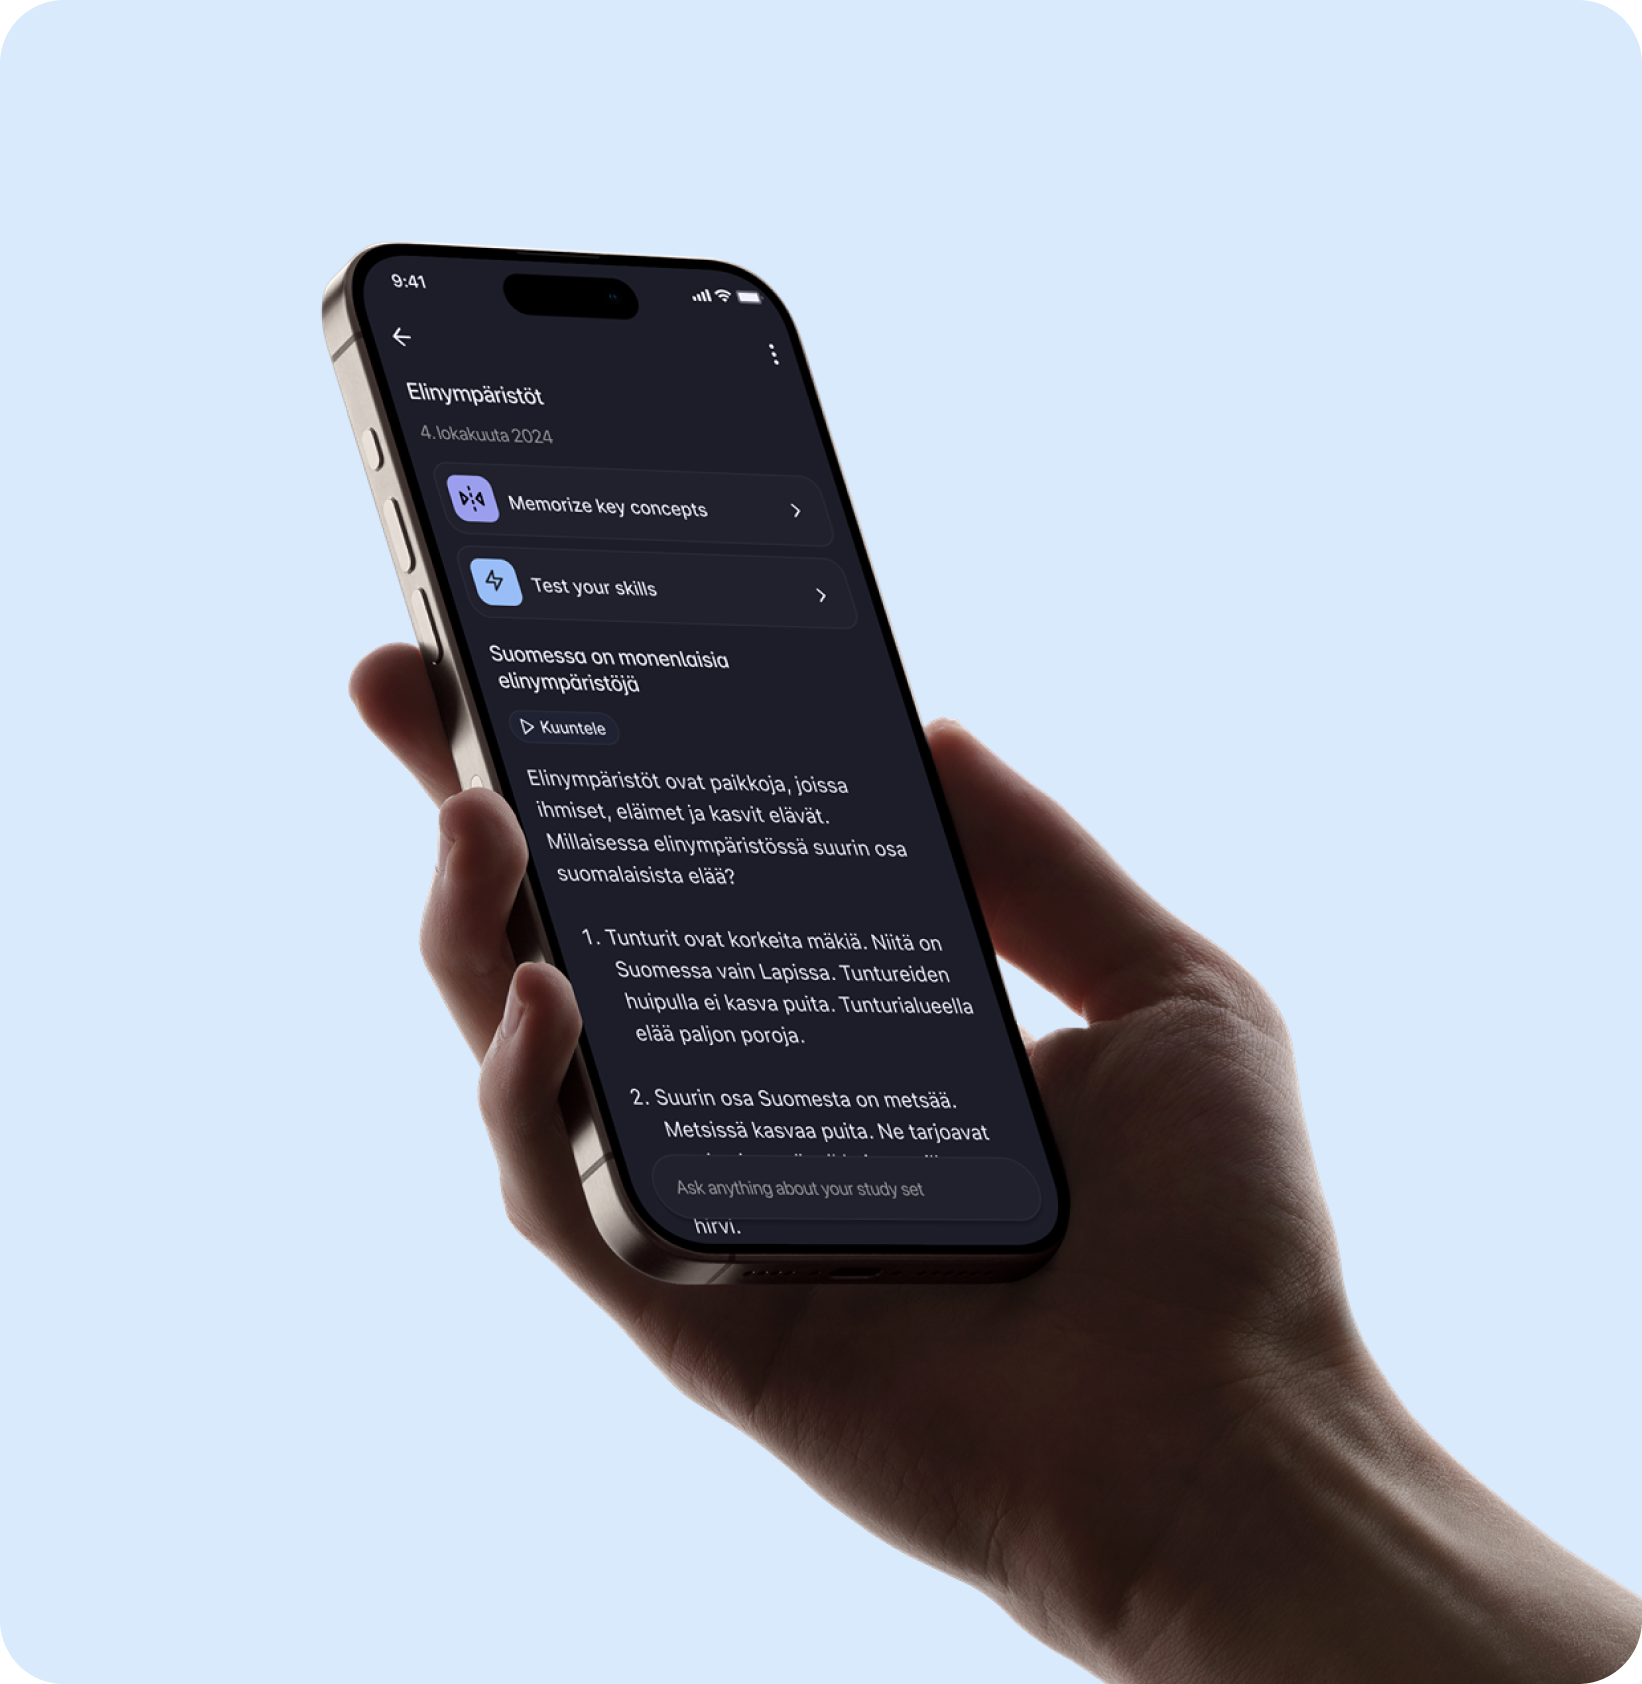 9:41
Elinympäristöt
4. lokakuuta 2024
Memorize key concepts
Test your skills
Suomessa on monenlaisia
elinympäristöjä
Kuuntele
Elinympäristöt ovat paikkoja, joissa
ihmiset, eläimet ja kasvit elävät.
Millaisessa elinympäristössä suurin osa
suomalaisista elää?
1. Tunturit ovat korkeita mäkiä. Niitä on
Suomessa vain Lapissa. Tuntureiden
huipulla ei kasva puita. Tunturialueella
elää paljon poroja.
2. Suurin osa Suomesta on metsää.
Metsissä kasvaa puita. Ne tarjoavat
Ask anything about your study set
hirvi.